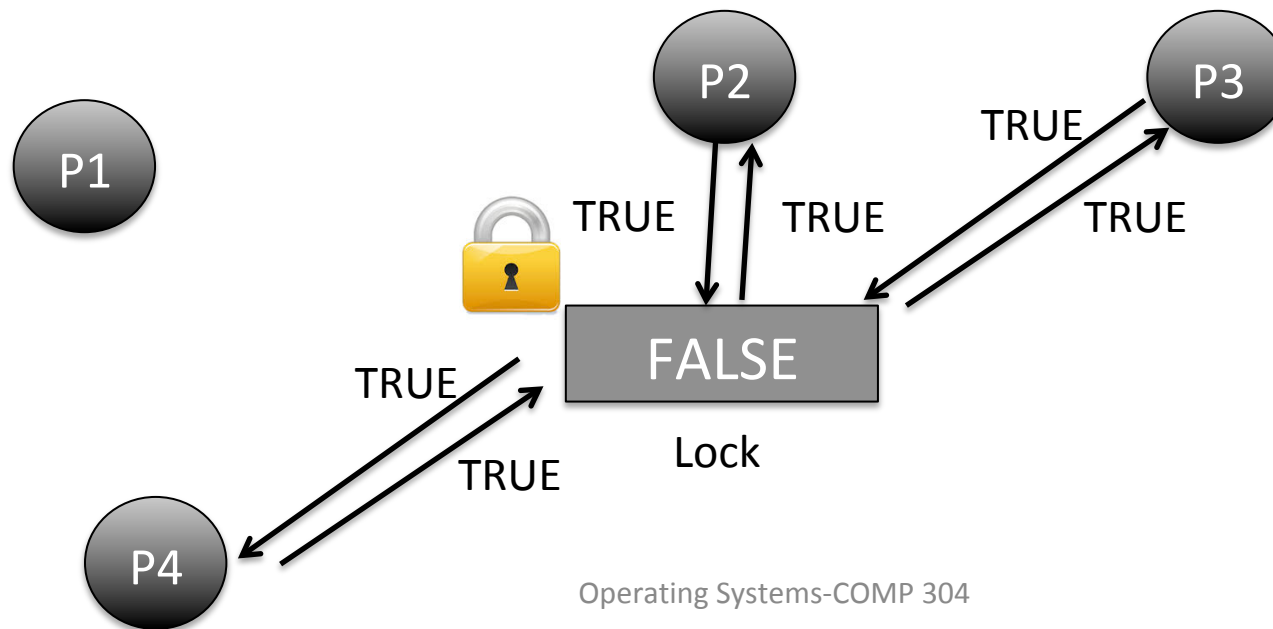 P2
P3
TRUE
P1
TRUE
TRUE
TRUE
FALSE
TRUE
Lock
TRUE
P4
Operating Systems-COMP 304